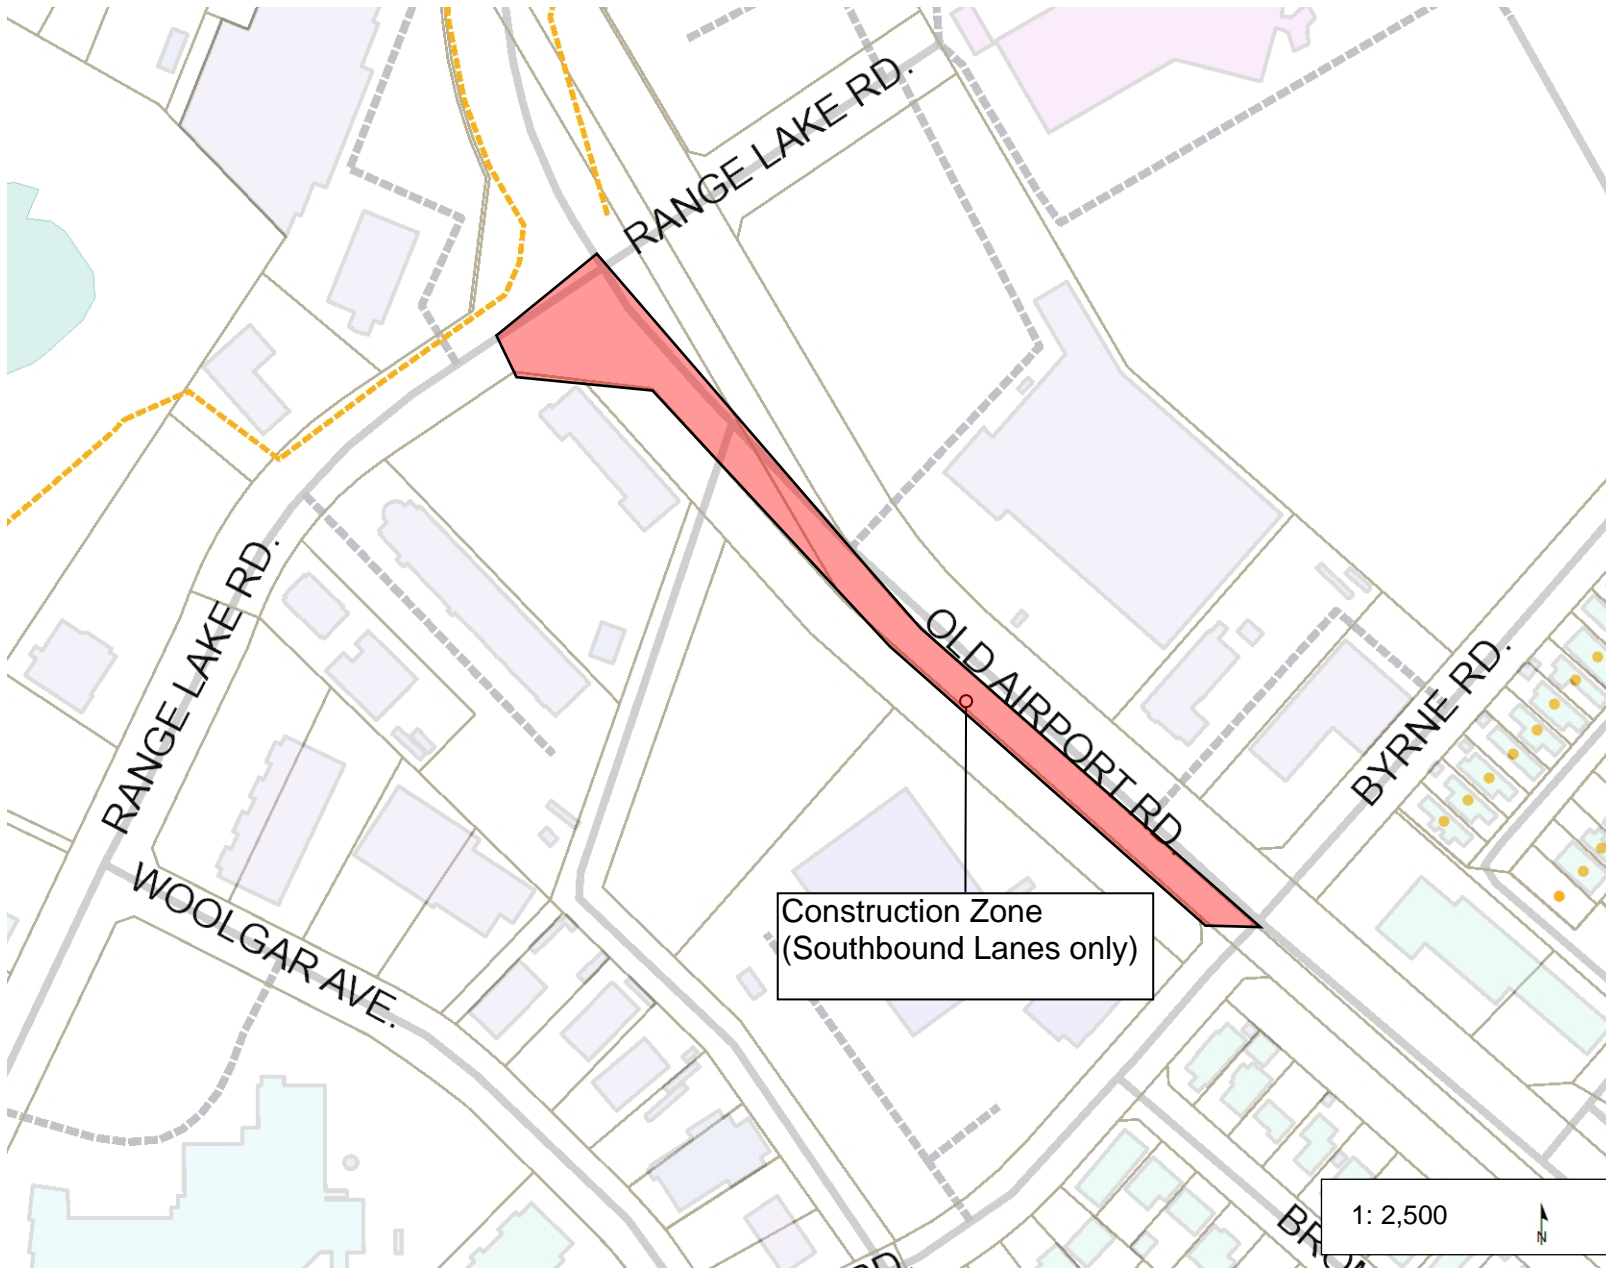 RANGE LAKE RD.
RANGE LAKE RD.
OLD AIRPORT RD.
BYRNE RD.
WOOLGAR AVE.
Construction Zone
(Southbound Lanes only)
1: 2,500
N
RD.